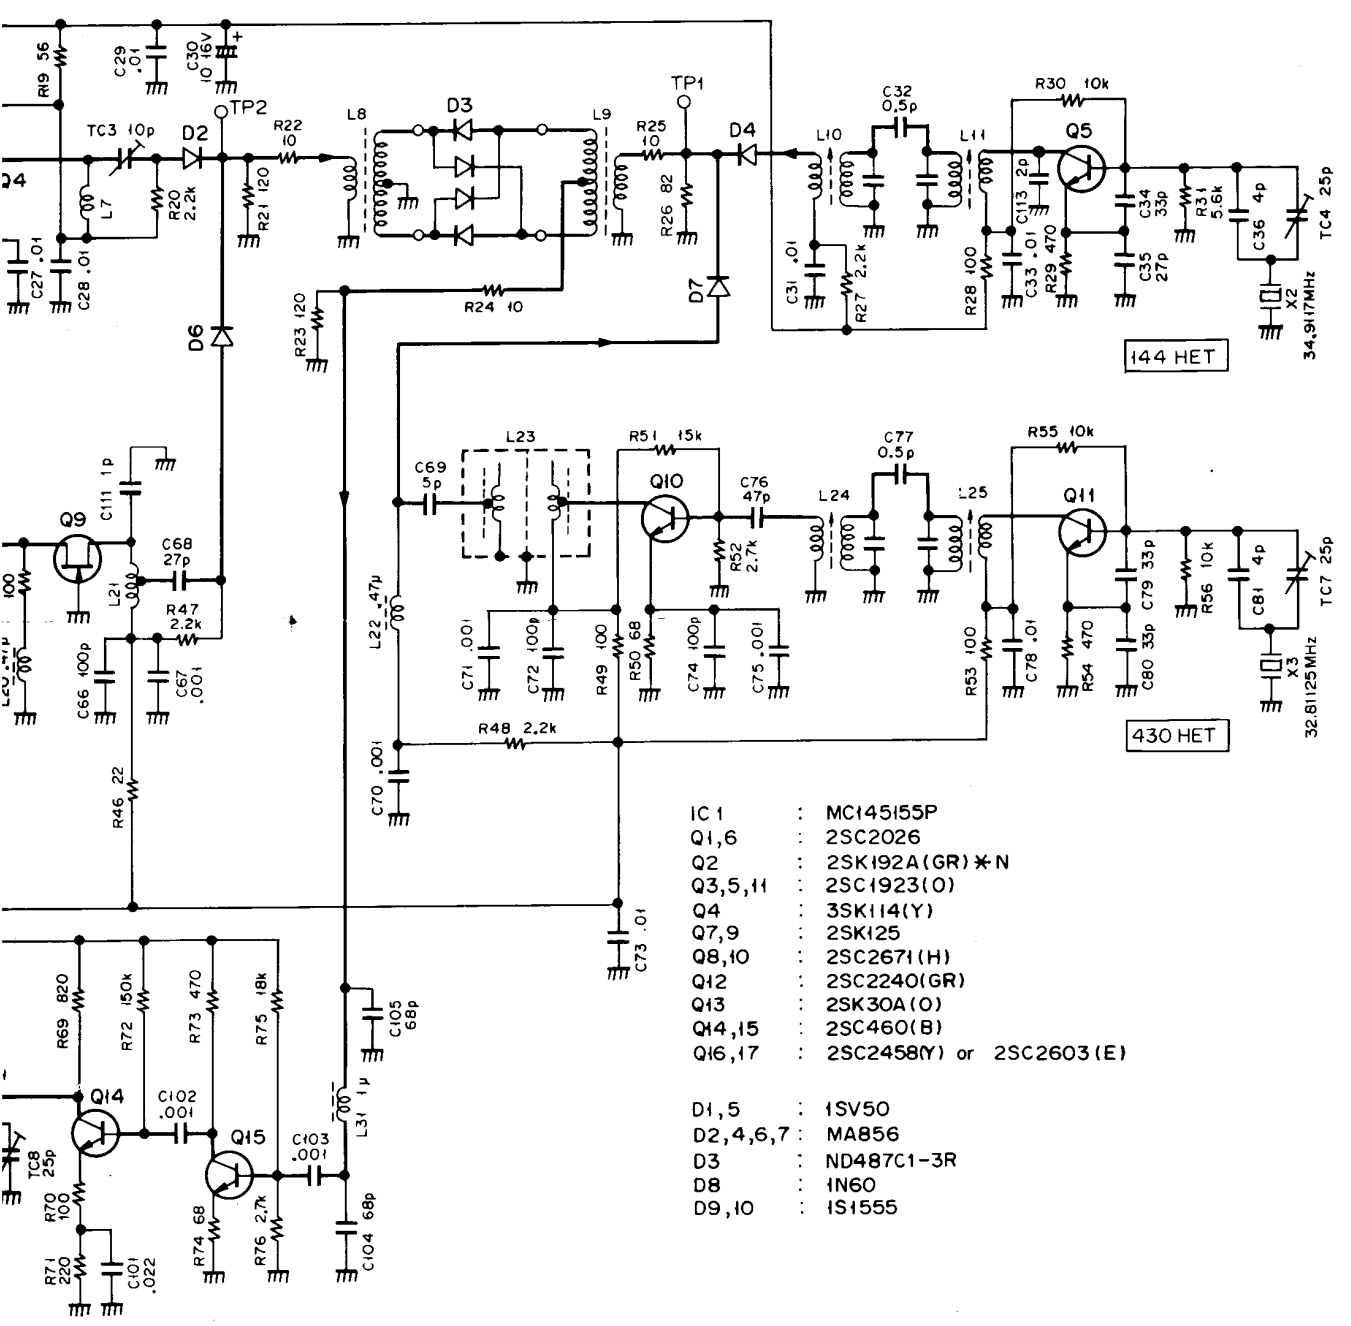 R19 56
C29 .01
C30 10 16V
+
TP2
TC3 10p
D2
R22 10
L8
D3
L9
R25 10
TP1
D4
L10
C32 0.5p
L11
R30 10k
Q5
Q4
L7
R20 2.2k
R21 120
R26 82
C113 2p
C34 33p
R31 5.6k
C36 4p
TC4 25p
C27 .01
C28 .01
R23 120
R24 10
D7
C31 .01
R27 2.2k
R28 100
C33 .01
R29 470
C35 27p
X2
34.9117MHz
D6
144 HET
C111 1p
Q9
C68 27p
C69 5p
L23
R51 15k
Q10
C76 47p
L24
C77 0.5p
L25
R55 10k
Q11
100
L21
R47 2.2k
L22 .47μ
R52 2.7k
C79 33p
R56 10k
C81 4p
TC7 25p
L20 .47μ
C66 100p
C67 .001
C71 .001
C72 100p
R49 100
R50 68
C74 100p
C75 .001
R53 100
C78 .01
R54 470
C80 33p
X3
32.81125MHz
R48 2.2k
430 HET
R46 22
C70 .001
C73 .01
IC1 : MC145155P
Q1,6 : 2SC2026
Q2 : 2SK192A(GR)*N
Q3,5,11 : 2SC1923(O)
Q4 : 3SK114(Y)
Q7,9 : 2SK125
Q8,10 : 2SC2671(H)
Q12 : 2SC2240(GR)
Q13 : 2SK30A(O)
Q14,15 : 2SC460(B)
Q16,17 : 2SC2458(Y) or 2SC2603(E)
D1,5 : 1SV50
D2,4,6,7 : MA856
D3 : ND487C1-3R
D8 : 1N60
D9,10 : 1S1555
R69 820
R72 150k
R73 470
R75 18k
C105 68p
Q14
C102 .001
L31 1μ
Q15
C103 .001
TC8 25p
R70 100
R74 68
R76 2.7k
C104 68p
R71 220
C101 .022